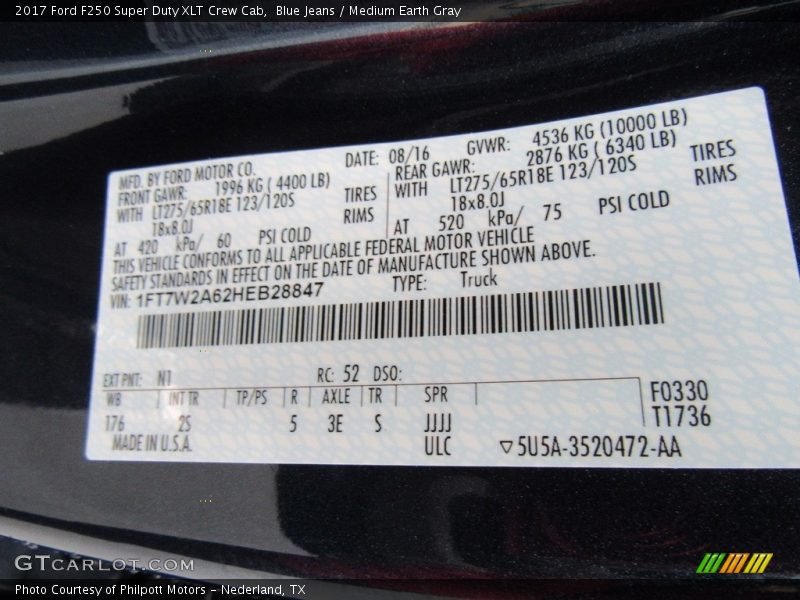 2017 Ford F250 Super Duty XLT Crew Cab, Blue Jeans / Medium Earth Gray
MFD. BY FORD MOTOR CO. DATE: 08/16 GVWR: 4536 KG (10000 LB)
FRONT GAWR: 1996 KG ( 4400 LB) REAR GAWR: 2876 KG ( 6340 LB)
WITH LT275/65R18E 123/120S TIRES WITH LT275/65R18E 123/120S TIRES
18x8.0J RIMS 18x8.0J RIMS
AT 420 kPa/ 60 PSI COLD AT 520 kPa/ 75 PSI COLD
THIS VEHICLE CONFORMS TO ALL APPLICABLE FEDERAL MOTOR VEHICLE
SAFETY STANDARDS IN EFFECT ON THE DATE OF MANUFACTURE SHOWN ABOVE.
VIN: 1FT7W2A62HEB28847 TYPE: Truck
EXT PNT: N1 RC: 52 DSO:
WB INT TR TP/PS R AXLE TR SPR F0330
176 2S 5 3E S JJJJ T1736
MADE IN U.S.A. ULC ▽5U5A-3520472-AA
GTCARLOT.COM
Photo Courtesy of Philpott Motors - Nederland, TX